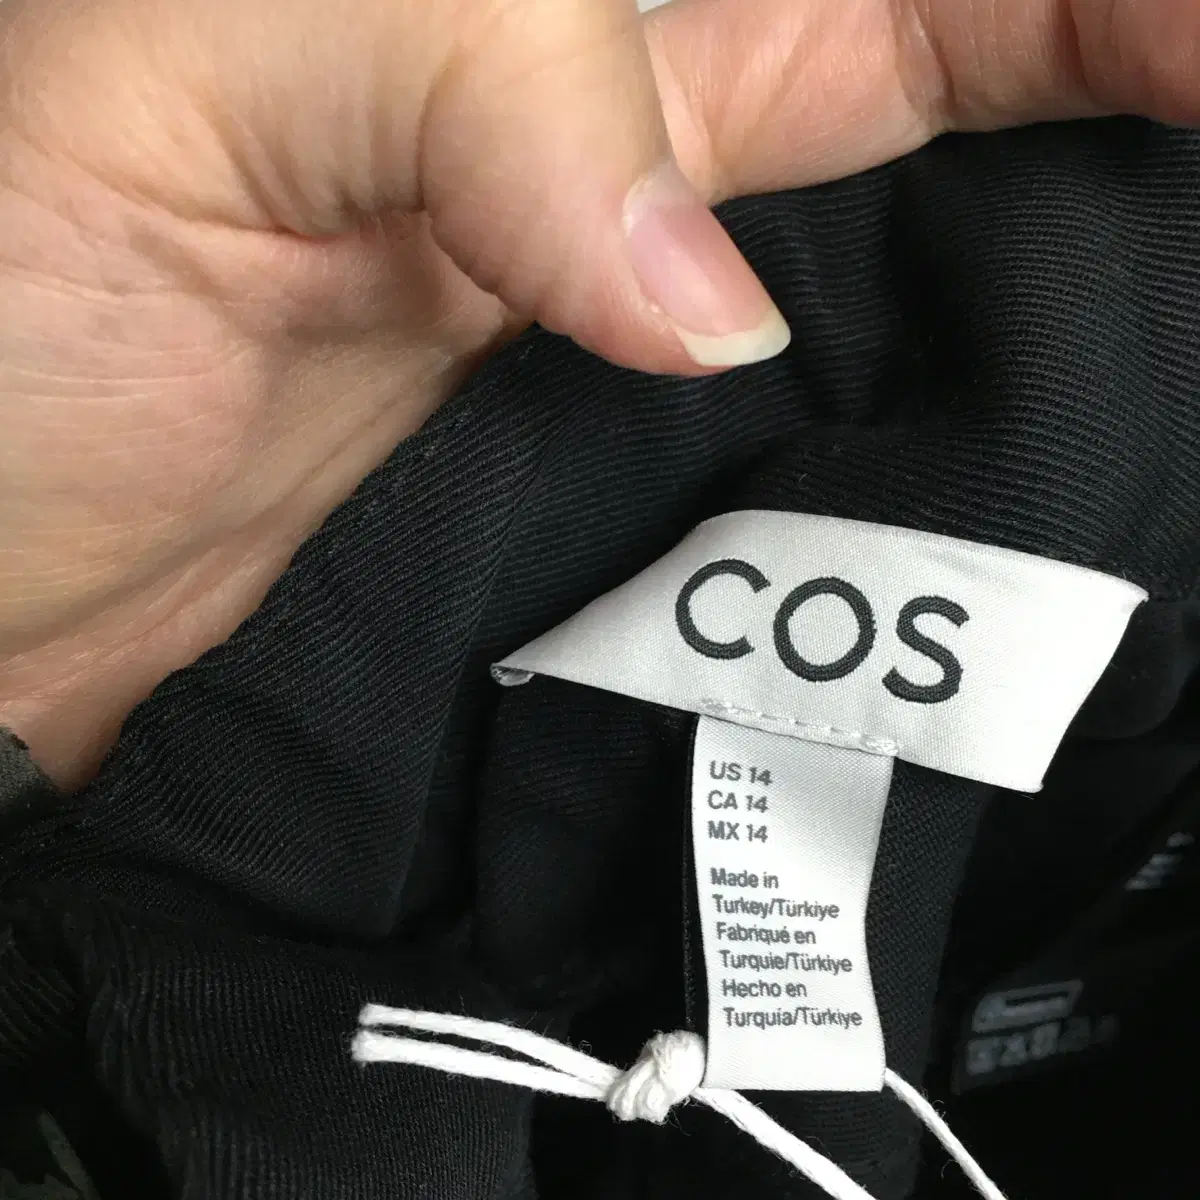 COS
US 14
CA 14
MX 14
Made in
Turkey/Türkiye
Fabriqué en
Turquie/Türkiye
Hecho en
Turquía/Türkiye